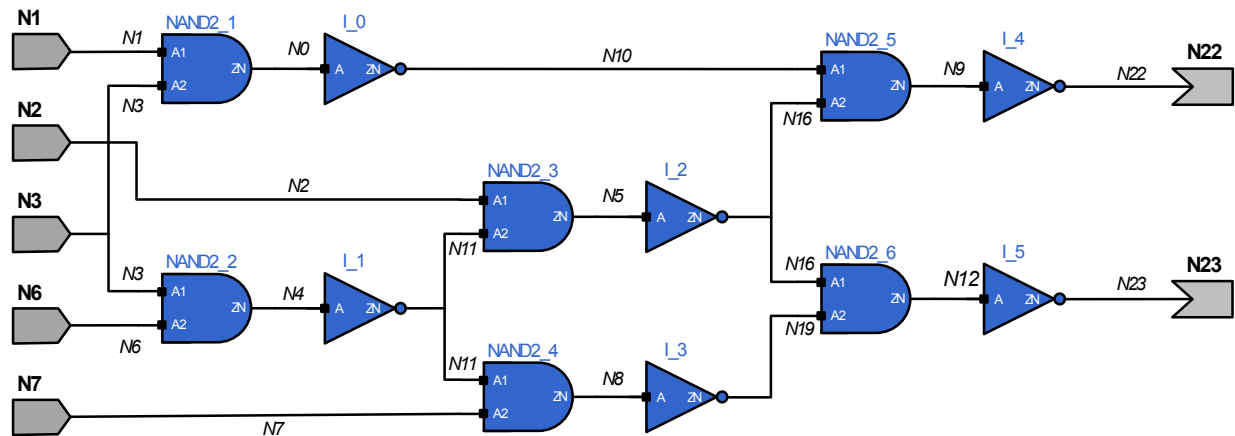 N1
N1
NAND2_1
A1
A2
ZN
N0
I_0
A
ZN
N10
NAND2_5
A1
A2
ZN
N9
I_4
A
ZN
N22
N22
N3
N16
N2
N2
NAND2_3
A1
A2
ZN
N5
I_2
A
ZN
N11
N3
N3
NAND2_2
A1
A2
ZN
N4
I_1
A
ZN
N16
NAND2_6
A1
A2
ZN
N12
I_5
A
ZN
N23
N23
N19
N6
N6
N11
NAND2_4
A1
A2
ZN
N8
I_3
A
ZN
N7
N7